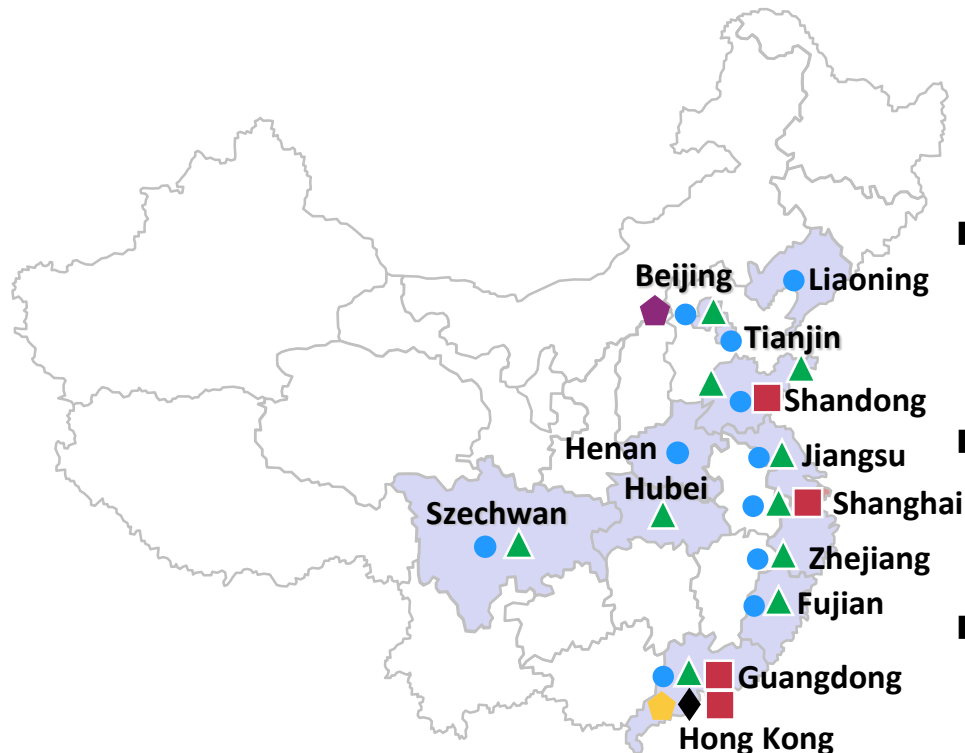 Beijing
Liaoning
Tianjin
Shandong
Henan
Jiangsu
Hubei
Shanghai
Szechwan
Zhejiang
Fujian
Guangdong
Hong Kong